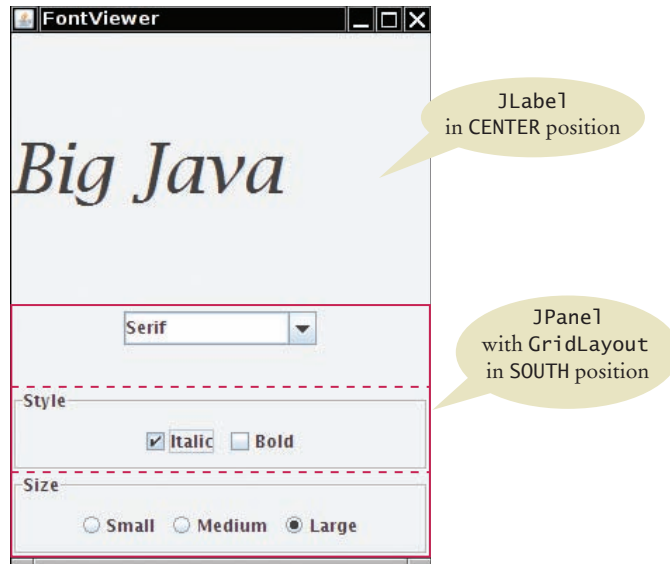 FontViewer
JLabel
in CENTER position
Big Java
JPanel
with GridLayout
in SOUTH position
Serif
Style
Italic Bold
Size
Small Medium Large